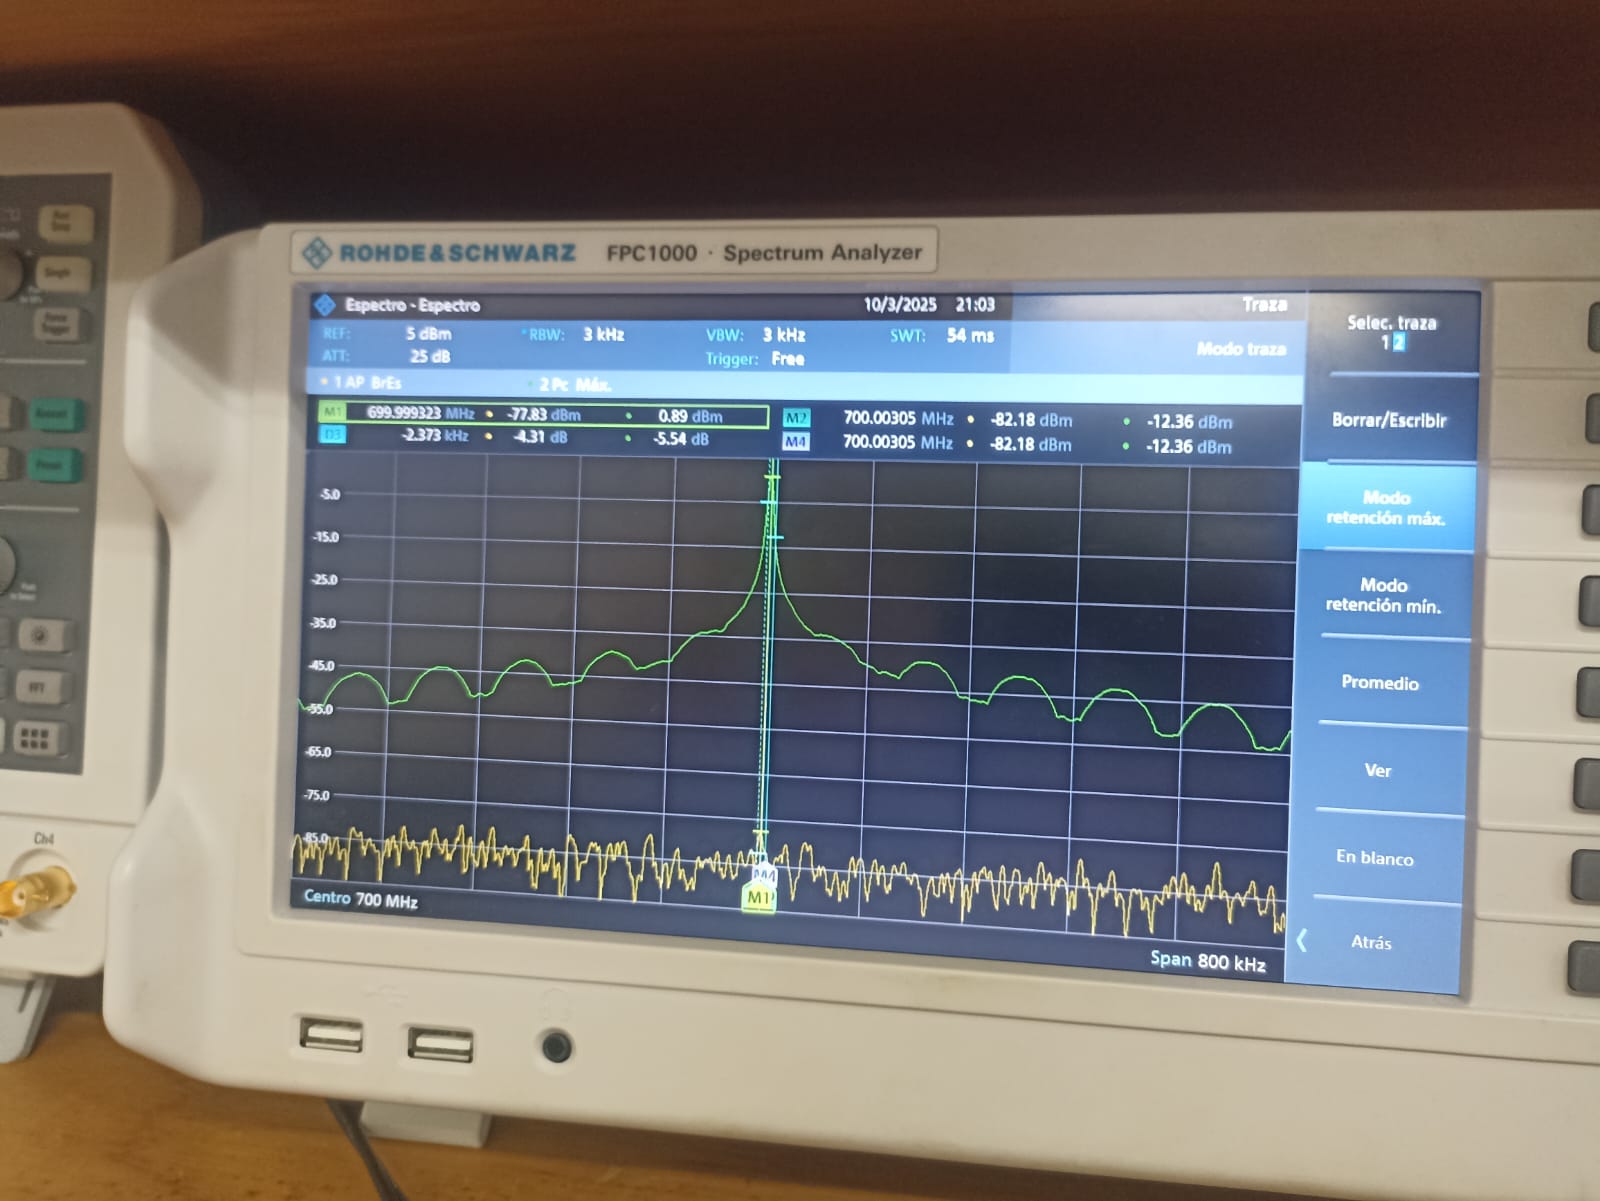 ROHDE&SCHWARZ FPC1000 · Spectrum Analyzer
Espectro - Espectro 10/3/2025 21:03 Traza
REF: 5 dBm *RBW: 3 kHz VBW: 3 kHz SWT: 54 ms Modo traza
ATT: 25 dB Trigger: Free
1 AP BrEs 2 Pc Máx.
M1 699.999323 MHz -77.83 dBm 0.89 dBm M2 700.00305 MHz -82.18 dBm -12.36 dBm
D3 -2.373 kHz -4.31 dB -5.54 dB M4 700.00305 MHz -82.18 dBm -12.36 dBm
-5.0
-15.0
-25.0
-35.0
-45.0
-55.0
-65.0
-75.0
-85.0
M4
M1
Centro 700 MHz Span 800 kHz
Selec. traza
1 2
Borrar/Escribir
Modo
retención máx.
Modo
retención mín.
Promedio
Ver
En blanco
Atrás
Single
Force
Trigger
Preset
FFT
Ch4